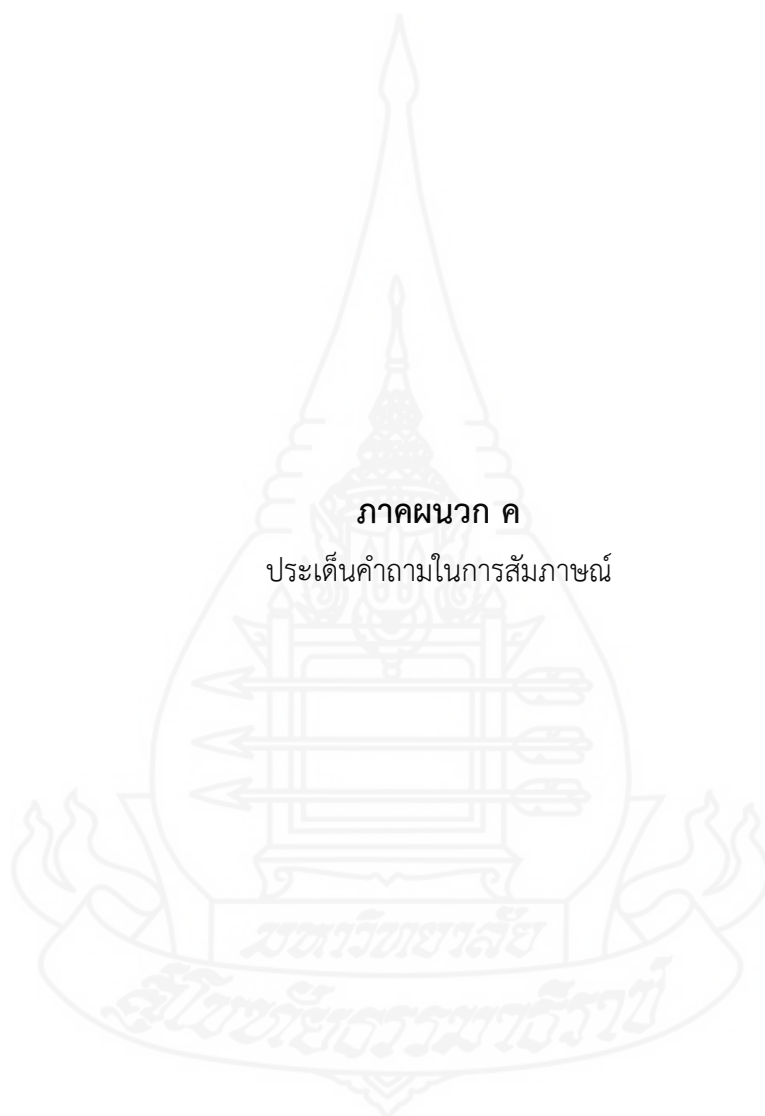 ภาคผนวก ค
ประเด็นคำถามในการสัมภาษณ์
มหาวิทยาลัย
สุโขทัยธรรมาธิราช